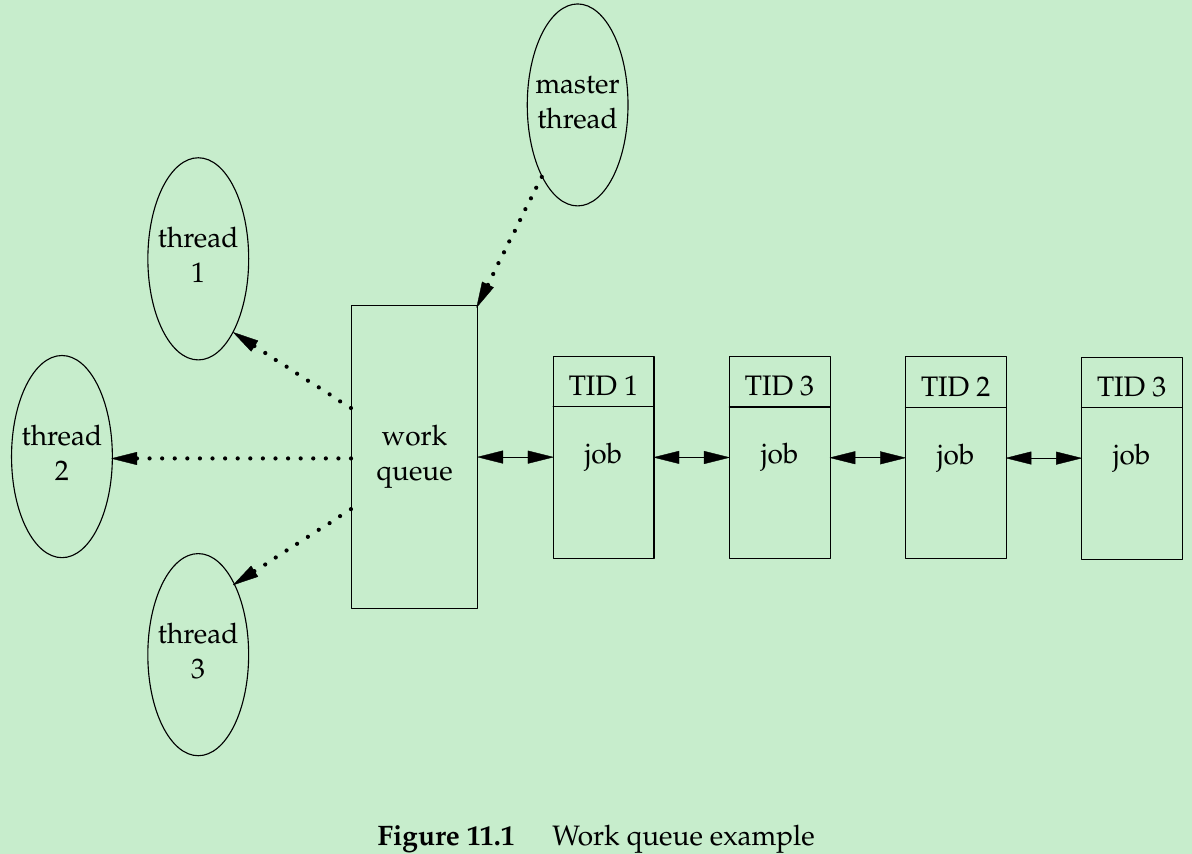 master
thread
thread
1
thread
2
work
queue
TID 1
job
TID 3
job
TID 2
job
TID 3
job
thread
3
Figure 11.1 Work queue example